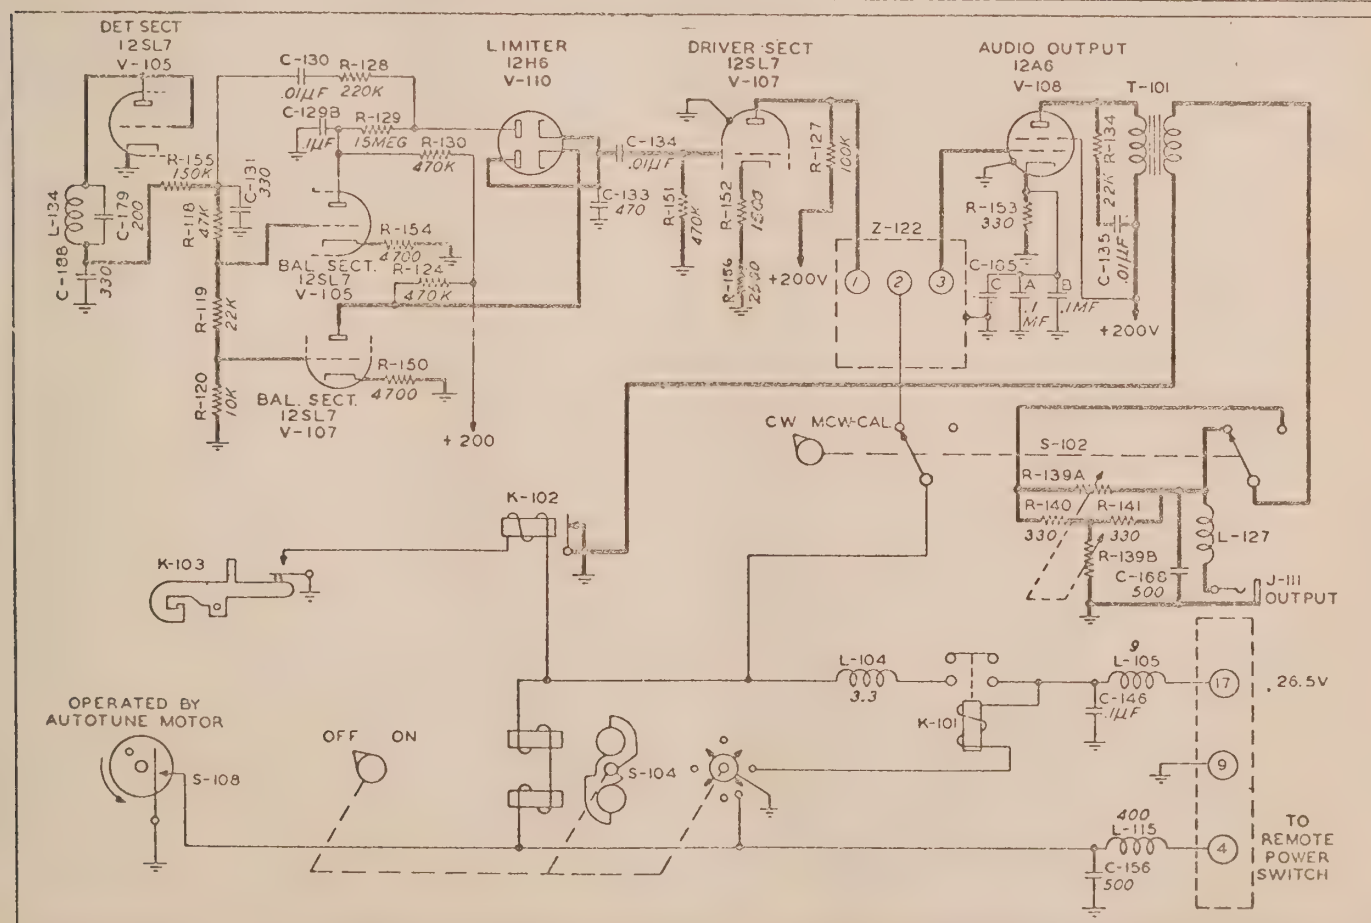 DET SECT
12SL7
V-105
C-130
.01µF
R-128
220K
LIMITER
12H6
V-110
DRIVER SECT
12SL7
V-107
AUDIO OUTPUT
12A6
V-108
T-101
C-129B
.1µF
R-129
15MEG
R-130
470K
R-155
150K
C-131
330
C-134
.01µF
R-127
100K
R-134
22K
L-134
C-179
200
R-118
47K
C-133
470
R-151
470K
R-152
1500
R-153
330
C-188
330
R-154
4700
BAL. SECT.
12SL7
V-105
R-124
470K
R-156
+200V
Z-122
1
2
3
C-185
C
A
B
.1
MF
.1MF
C-135
.01µF
+200V
R-119
22K
R-120
10K
R-150
4700
BAL. SECT.
12SL7
V-107
+ 200
CW MCW-CAL.
S-102
R-139A
R-140
330
R-141
330
R-139B
C-168
500
L-127
J-111
OUTPUT
K-102
K-103
L-104
3.3
K-101
9
L-105
C-146
.1µF
17
26.5V
OPERATED BY
AUTOTUNE MOTOR
S-108
OFF ON
S-104
9
400
L-115
C-156
500
4
TO
REMOTE
POWER
SWITCH